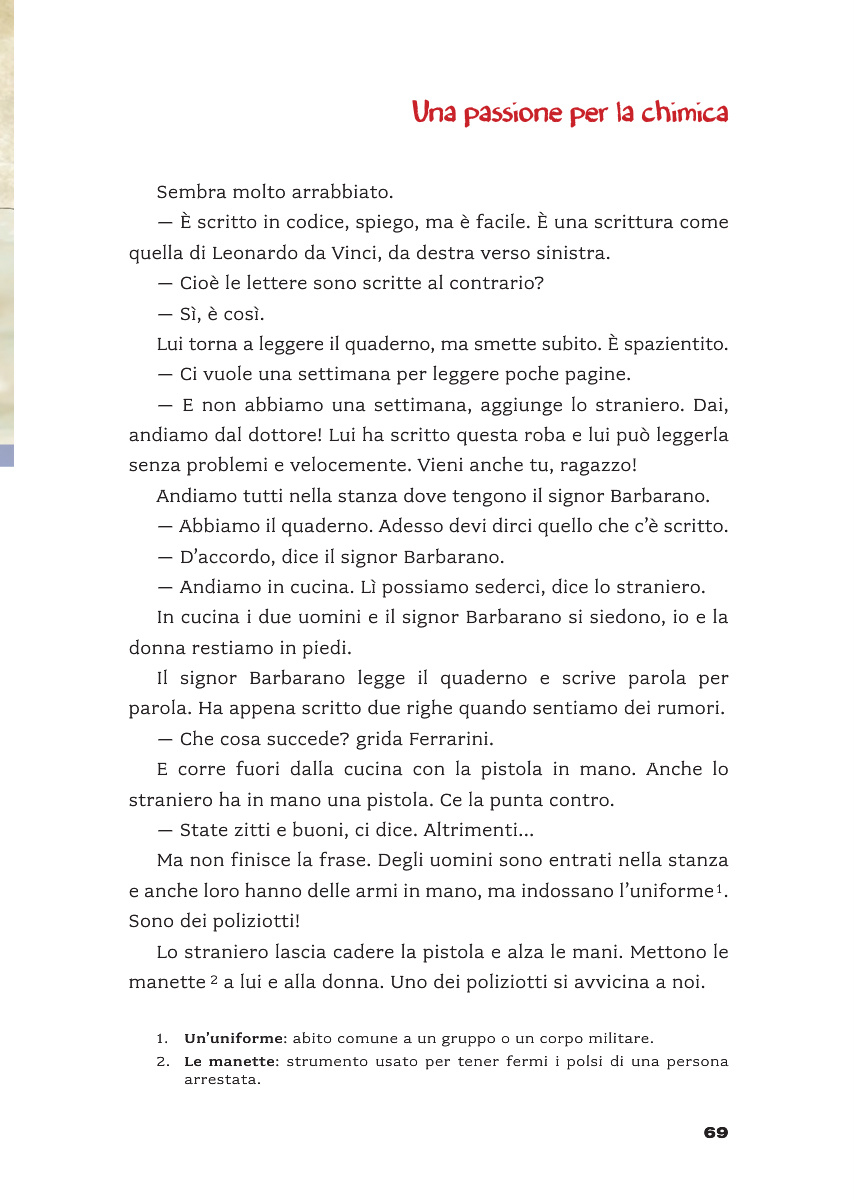 Una passione per la chimica
Sembra molto arrabbiato.
— È scritto in codice, spiego, ma è facile. È una scrittura come
quella di Leonardo da Vinci, da destra verso sinistra.
— Cioè le lettere sono scritte al contrario?
— Sì, è così.
Lui torna a leggere il quaderno, ma smette subito. È spazientito.
— Ci vuole una settimana per leggere poche pagine.
— E non abbiamo una settimana, aggiunge lo straniero. Dai,
andiamo dal dottore! Lui ha scritto questa roba e lui può leggerla
senza problemi e velocemente. Vieni anche tu, ragazzo!
Andiamo tutti nella stanza dove tengono il signor Barbarano.
— Abbiamo il quaderno. Adesso devi dirci quello che c’è scritto.
— D’accordo, dice il signor Barbarano.
— Andiamo in cucina. Lì possiamo sederci, dice lo straniero.
In cucina i due uomini e il signor Barbarano si siedono, io e la
donna restiamo in piedi.
Il signor Barbarano legge il quaderno e scrive parola per
parola. Ha appena scritto due righe quando sentiamo dei rumori.
— Che cosa succede? grida Ferrarini.
E corre fuori dalla cucina con la pistola in mano. Anche lo
straniero ha in mano una pistola. Ce la punta contro.
— State zitti e buoni, ci dice. Altrimenti...
Ma non finisce la frase. Degli uomini sono entrati nella stanza
e anche loro hanno delle armi in mano, ma indossano l’uniforme 1.
Sono dei poliziotti!
Lo straniero lascia cadere la pistola e alza le mani. Mettono le
manette 2 a lui e alla donna. Uno dei poliziotti si avvicina a noi.
1. Un’uniforme: abito comune a un gruppo o un corpo militare.
2. Le manette: strumento usato per tener fermi i polsi di una persona
arrestata.
69